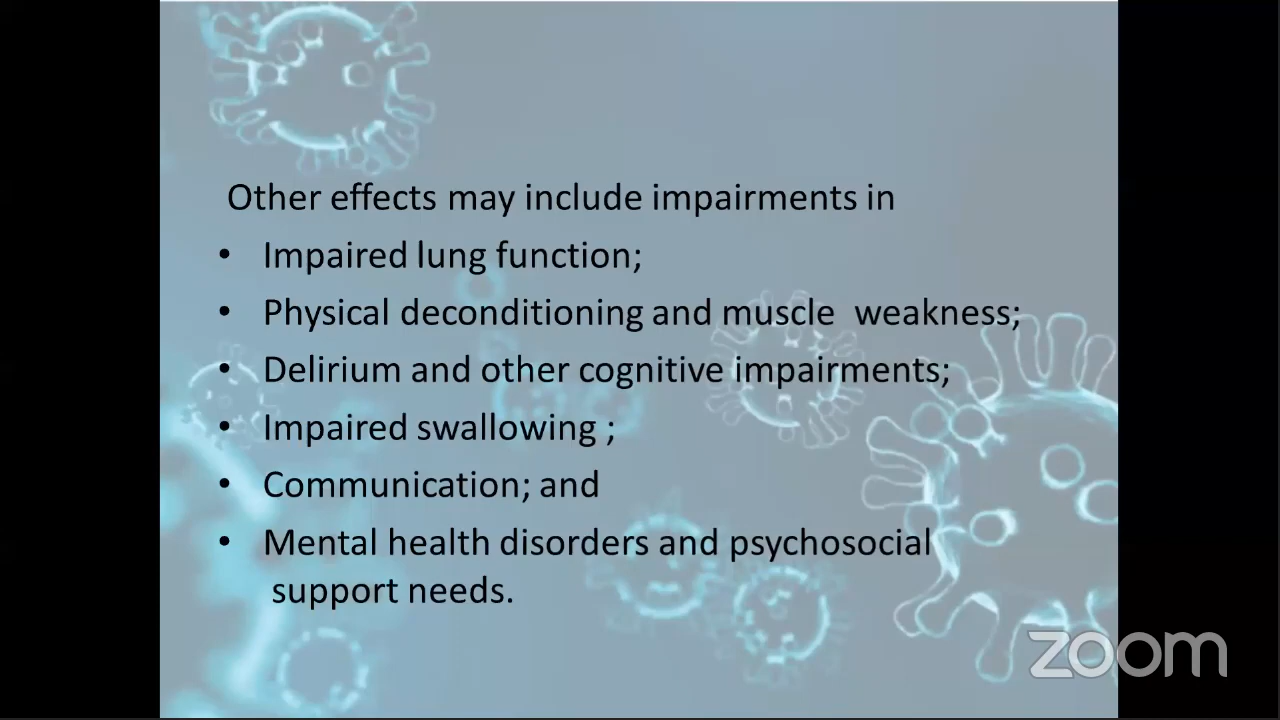 Other effects may include impairments in
• Impaired lung function;
• Physical deconditioning and muscle weakness;
• Delirium and other cognitive impairments;
• Impaired swallowing ;
• Communication; and
• Mental health disorders and psychosocial
support needs.
zoom